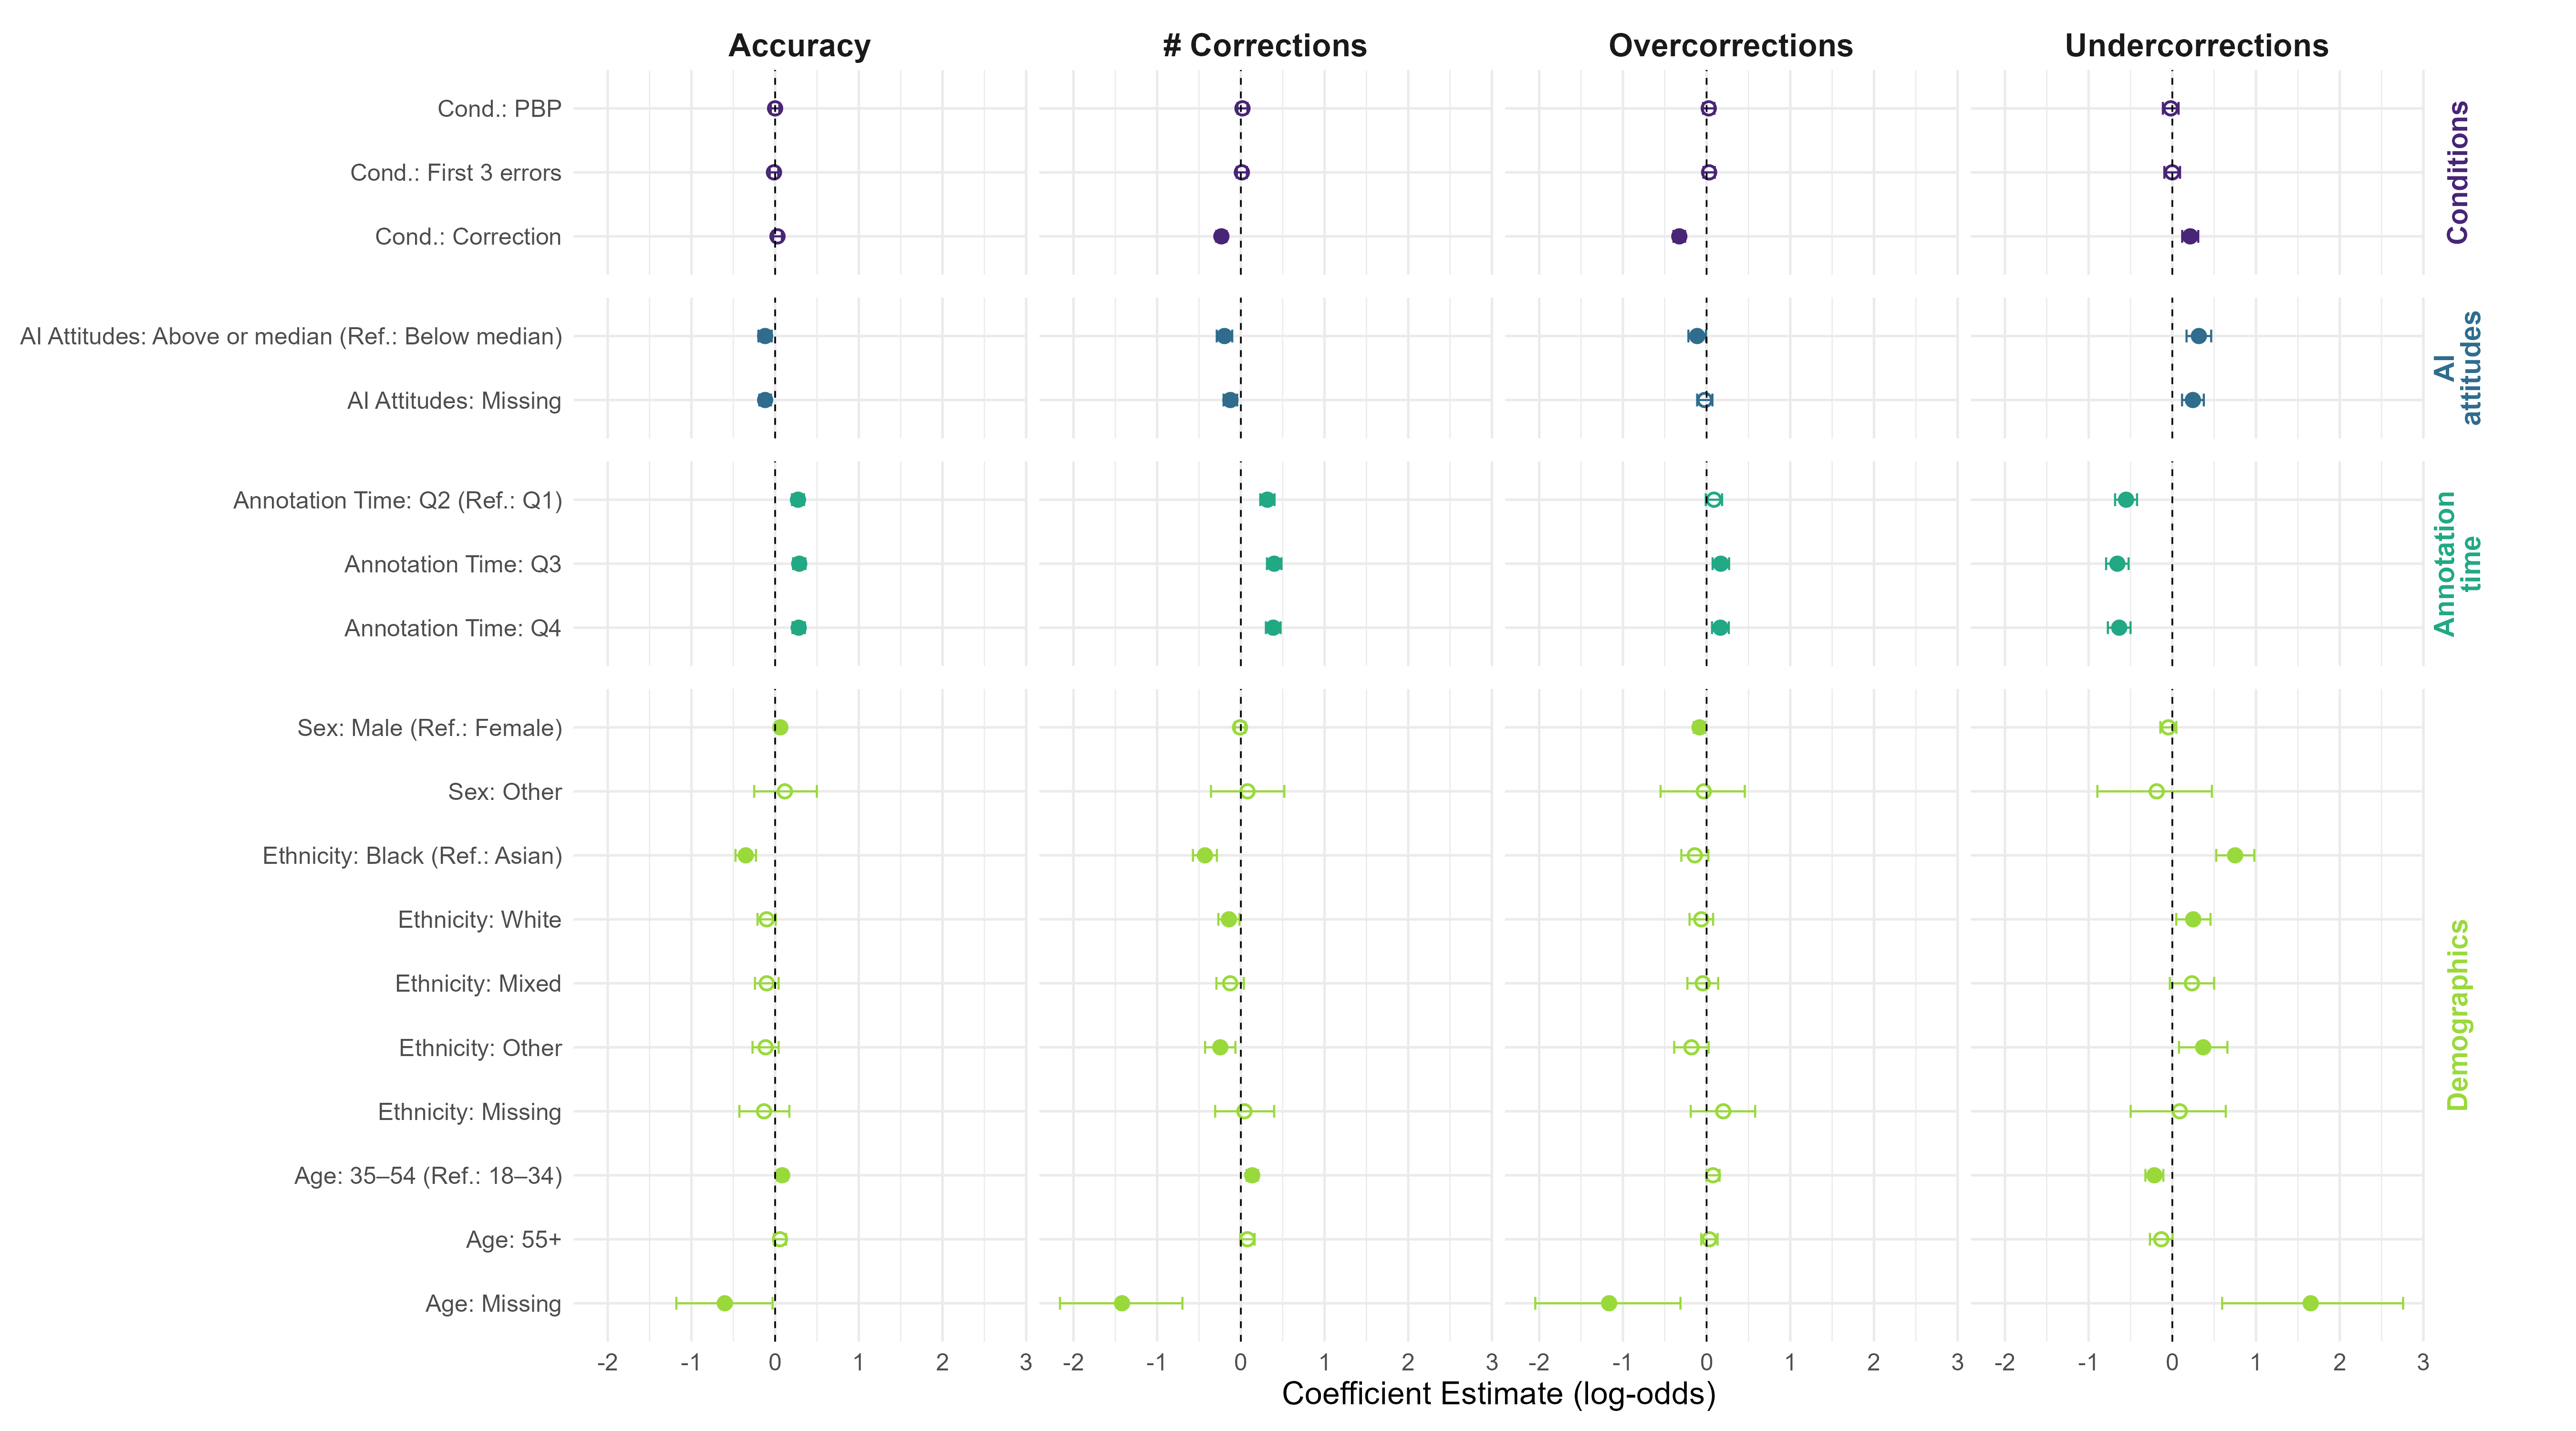 Accuracy # Corrections Overcorrections Undercorrections
Cond.: PBP
Cond.: First 3 errors
Cond.: Correction
Conditions
AI Attitudes: Above or median (Ref.: Below median)
AI Attitudes: Missing
AI
attitudes
Annotation Time: Q2 (Ref.: Q1)
Annotation Time: Q3
Annotation Time: Q4
Annotation
time
Sex: Male (Ref.: Female)
Sex: Other
Ethnicity: Black (Ref.: Asian)
Ethnicity: White
Ethnicity: Mixed
Ethnicity: Other
Ethnicity: Missing
Age: 35–54 (Ref.: 18–34)
Age: 55+
Age: Missing
Demographics
-2 -1 0 1 2 3 -2 -1 0 1 2 3 -2 -1 0 1 2 3 -2 -1 0 1 2 3
Coefficient Estimate (log-odds)